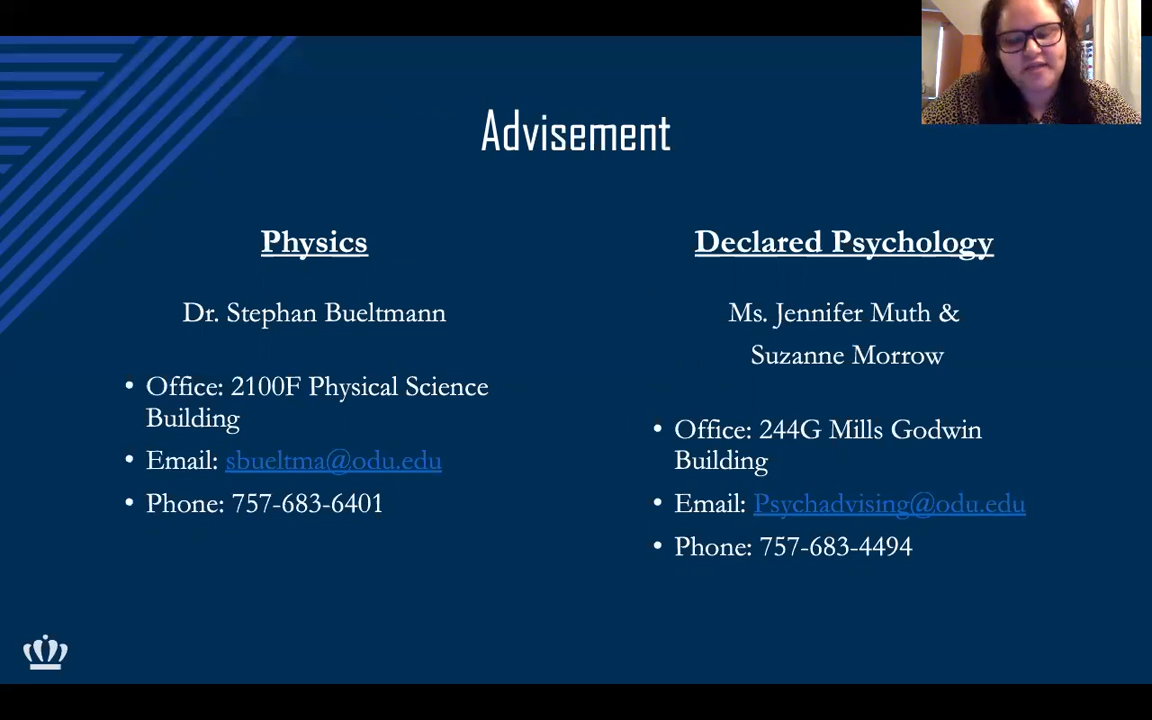 Advisement
Physics
Dr. Stephan Bueltmann
• Office: 2100F Physical Science
Building
• Email: sbueltma@odu.edu
• Phone: 757-683-6401
Declared Psychology
Ms. Jennifer Muth &
Suzanne Morrow
• Office: 244G Mills Godwin
Building
• Email: Psychadvising@odu.edu
• Phone: 757-683-4494